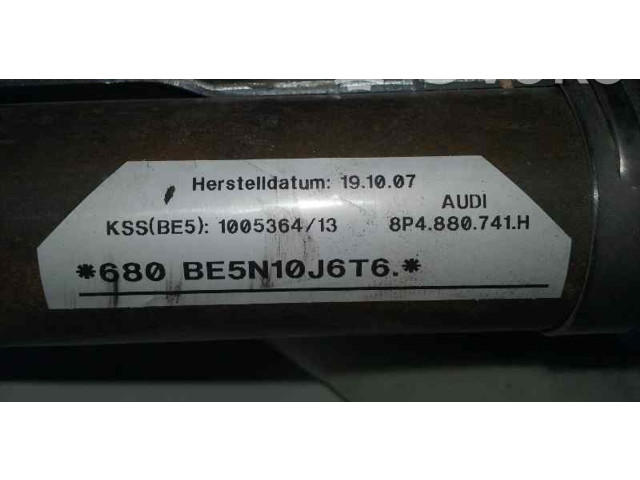 Herstelldatum: 19.10.07
AUDI
KSS(BE5): 1005364/13 8P4.880.741.H
*680 BE5N10J6T6.*